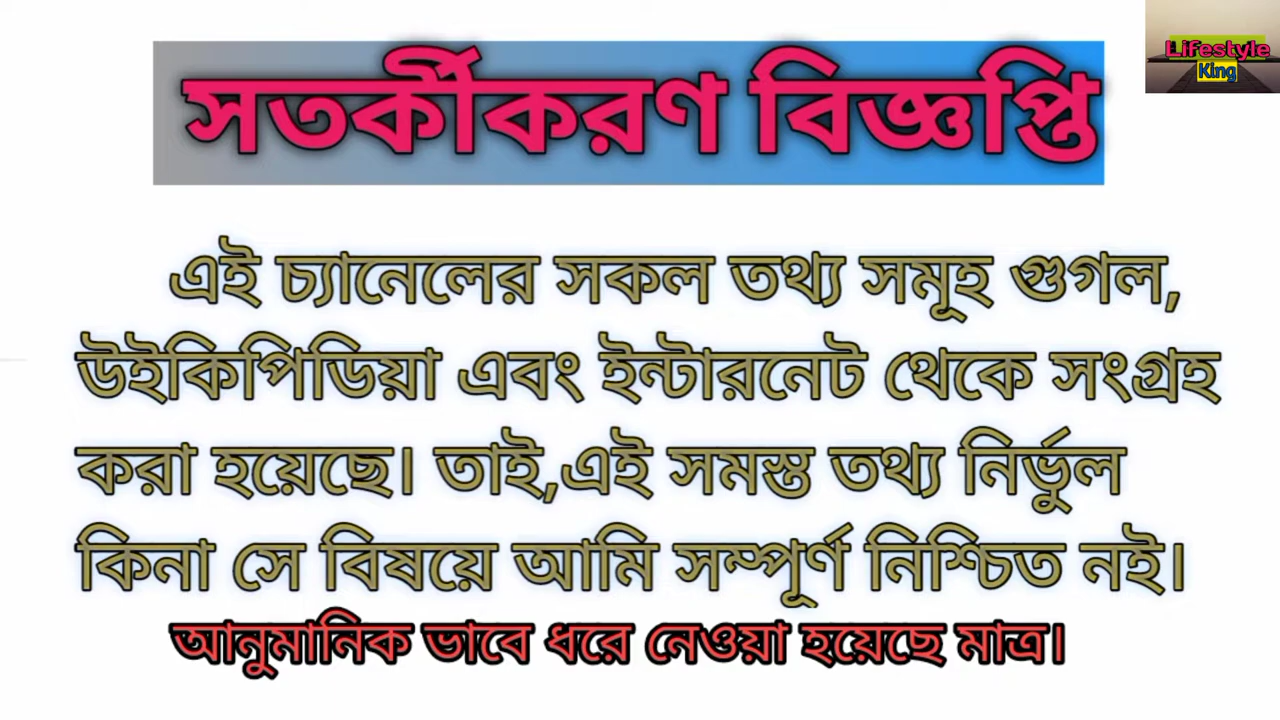 Lifestyle
King
সতর্কীকরণ বিজ্ঞপ্তি
এই চ্যানেলের সকল তথ্য সমূহ গুগল,
উইকিপিডিয়া এবং ইন্টারনেট থেকে সংগ্রহ
করা হয়েছে। তাই,এই সমস্ত তথ্য নির্ভুল
কিনা সে বিষয়ে আমি সম্পূর্ণ নিশ্চিত নই।
আনুমানিক ভাবে ধরে নেওয়া হয়েছে মাত্র।